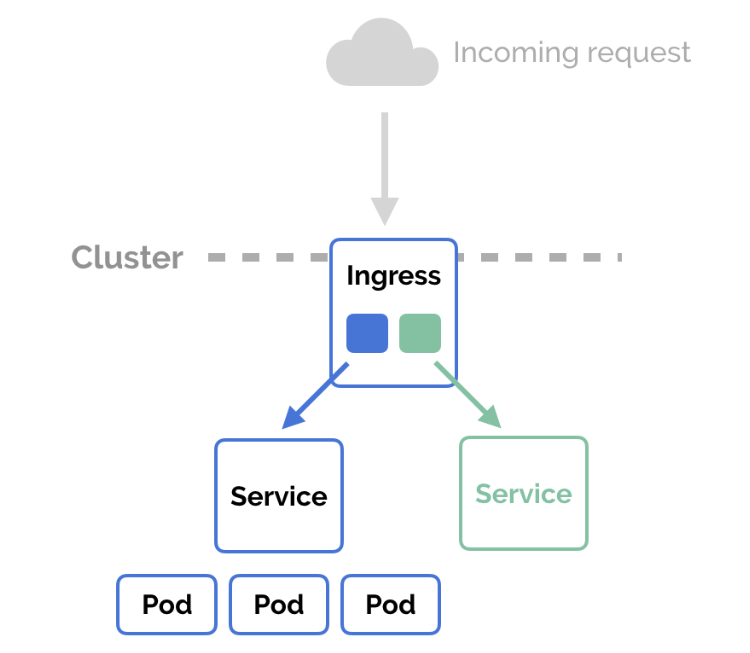 Incoming request
Cluster
Ingress
Service
Service
Pod
Pod
Pod